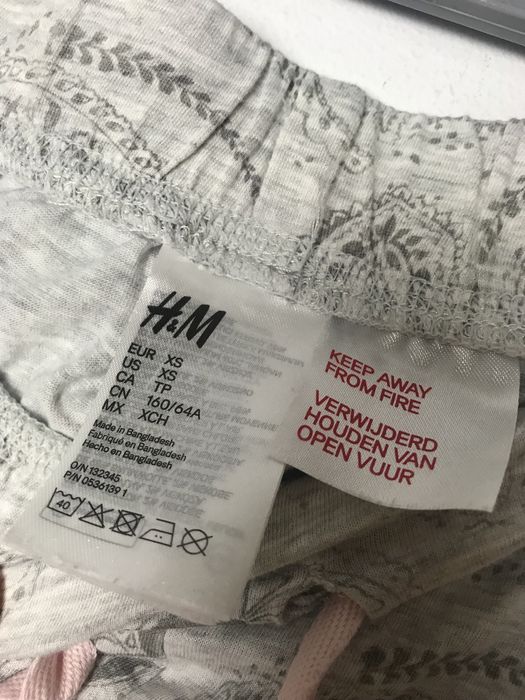 H&M
EUR XS
US XS
CA TP
CN 160/64A
MX XCH
Made in Bangladesh
Fabriqué en Bangladesh
Hecho en Bangladesh
O/N 132345
P/N 0536139 1
40
KEEP AWAY
FROM FIRE
VERWIJDERD
HOUDEN VAN
OPEN VUUR